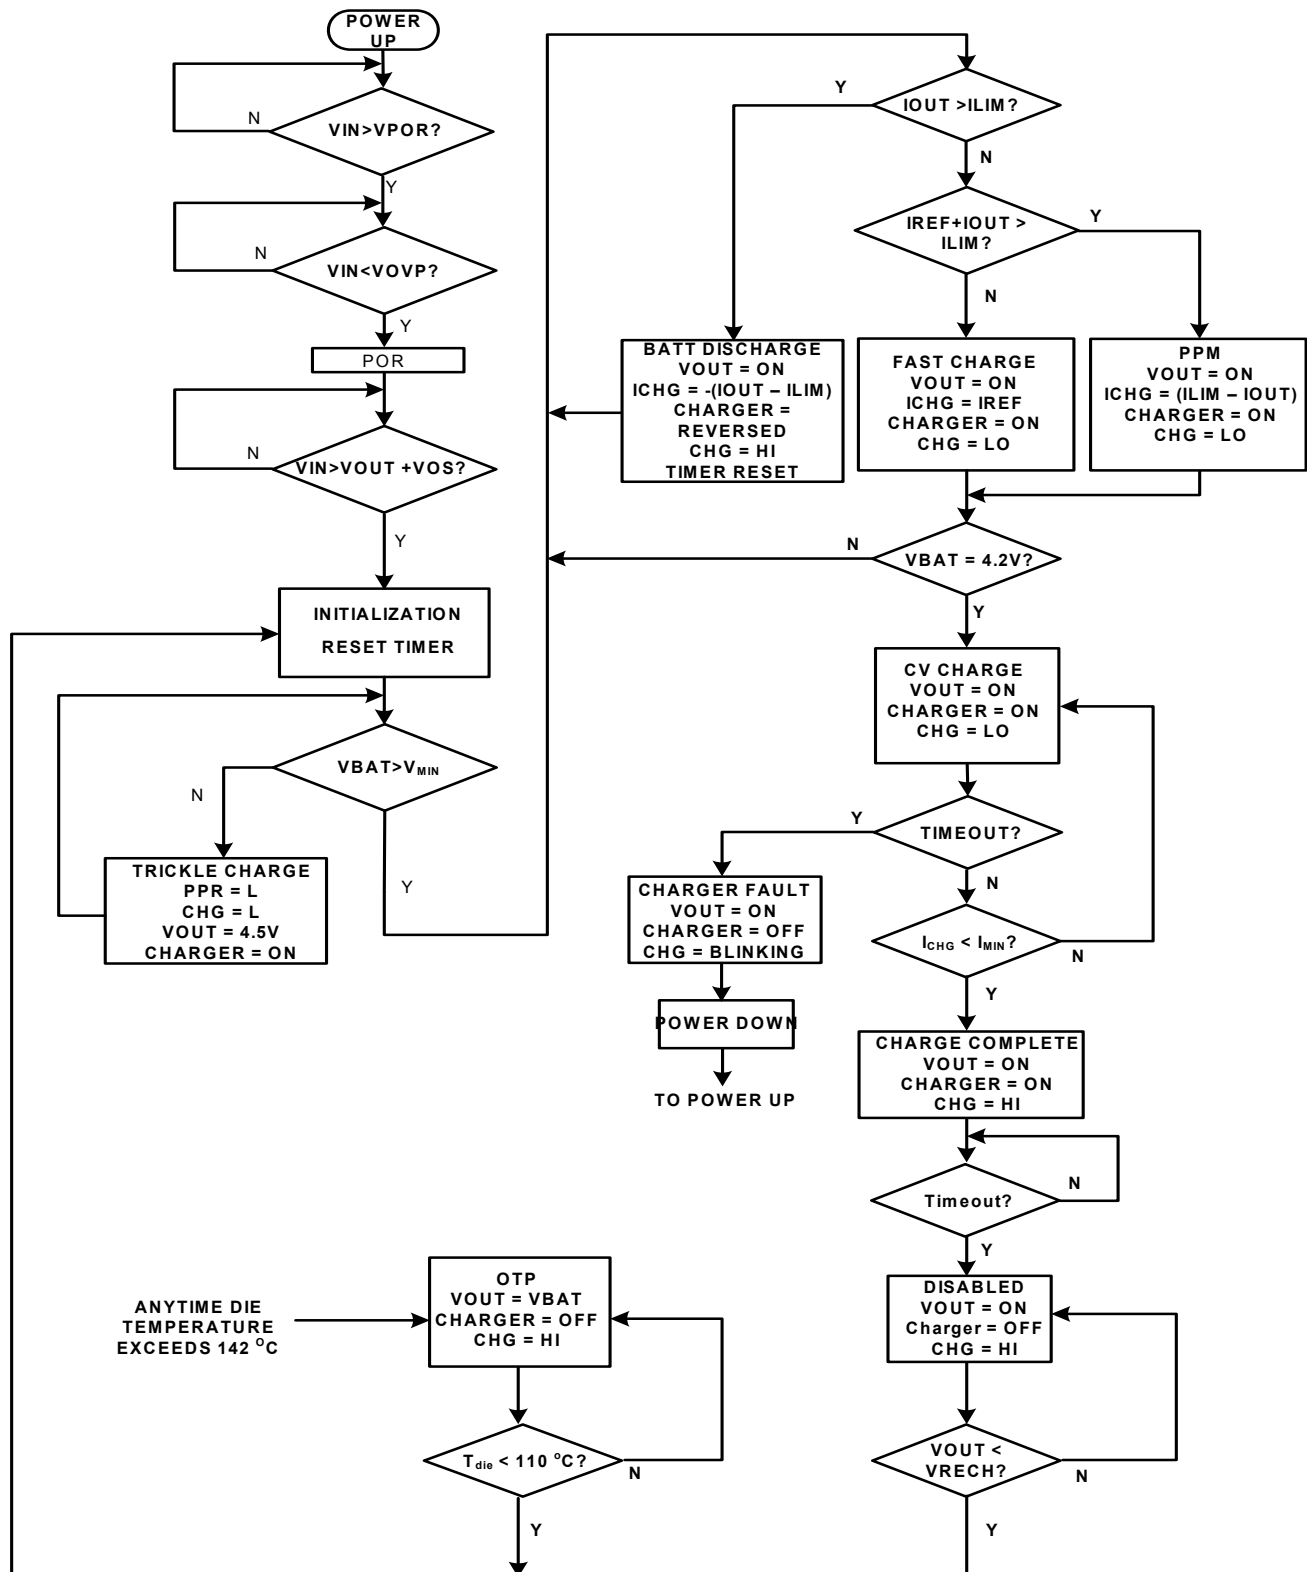 POWER
UP
N
VIN>VPOR?
Y
N
VIN<VOVP?
Y
POR
N
VIN>VOUT +VOS?
Y
INITIALIZATION
RESET TIMER
VBAT>VMIN
N
Y
TRICKLE CHARGE
PPR = L
CHG = L
VOUT = 4.5V
CHARGER = ON
Y
IOUT >ILIM?
N
IREF+IOUT >
ILIM?
Y
N
BATT DISCHARGE
VOUT = ON
ICHG = -(IOUT – ILIM)
CHARGER =
REVERSED
CHG = HI
TIMER RESET
FAST CHARGE
VOUT = ON
ICHG = IREF
CHARGER = ON
CHG = LO
PPM
VOUT = ON
ICHG = (ILIM – IOUT)
CHARGER = ON
CHG = LO
N
VBAT = 4.2V?
Y
CV CHARGE
VOUT = ON
CHARGER = ON
CHG = LO
Y
TIMEOUT?
N
CHARGER FAULT
VOUT = ON
CHARGER = OFF
CHG = BLINKING
POWER DOWN
TO POWER UP
ICHG < IMIN?
N
Y
CHARGE COMPLETE
VOUT = ON
CHARGER = ON
CHG = HI
Timeout?
N
Y
DISABLED
VOUT = ON
Charger = OFF
CHG = HI
VOUT <
VRECH?
N
Y
ANYTIME DIE
TEMPERATURE
EXCEEDS 142 °C
OTP
VOUT = VBAT
CHARGER = OFF
CHG = HI
Tdie < 110 °C?
N
Y